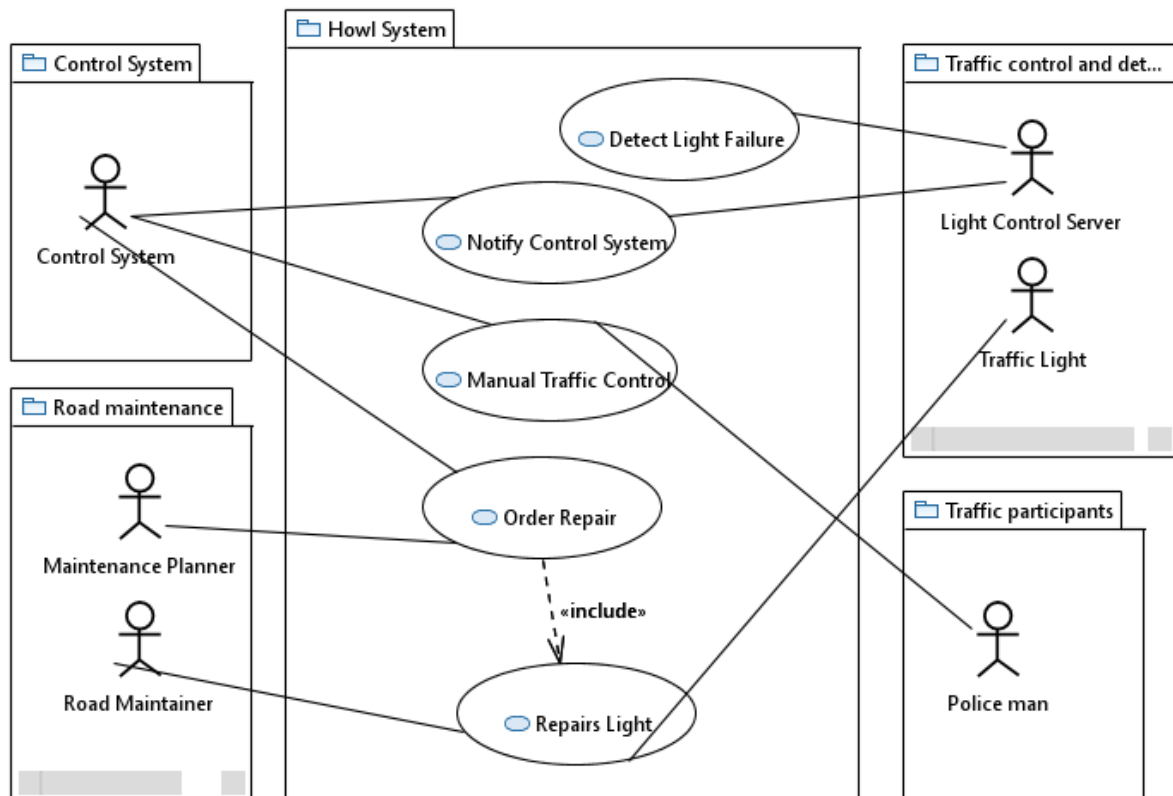 Howl System
Control System
Traffic control and det...
Detect Light Failure
Light Control Server
Notify Control System
Control System
Traffic Light
Manual Traffic Control
Road maintenance
Order Repair
Traffic participants
Maintenance Planner
«include»
Road Maintainer
Police man
Repairs Light